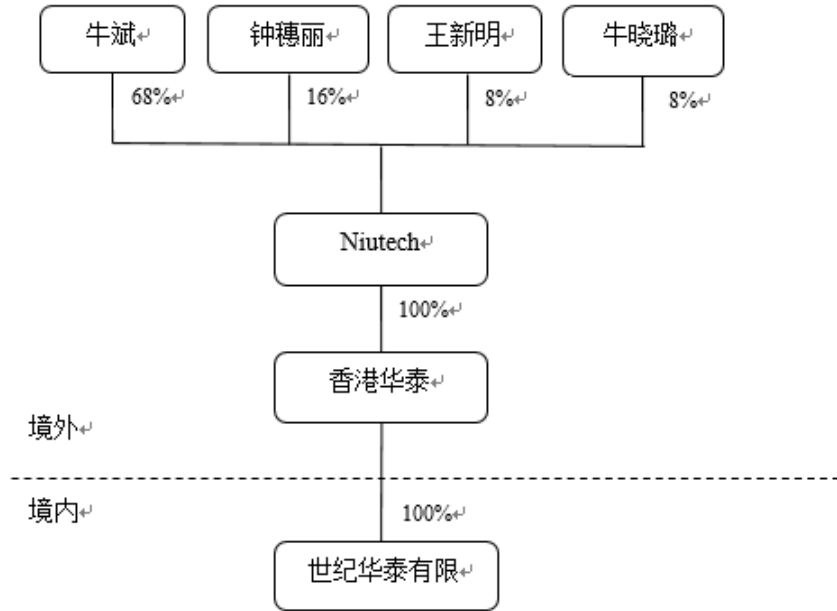 牛斌↵
钟穗丽↵
王新明↵
牛晓璐↵
68%↵
16%↵
8%↵
8%↵
Niutech↵
100%↵
香港华泰↵
境外↵
境内↵
100%↵
世纪华泰有限↵